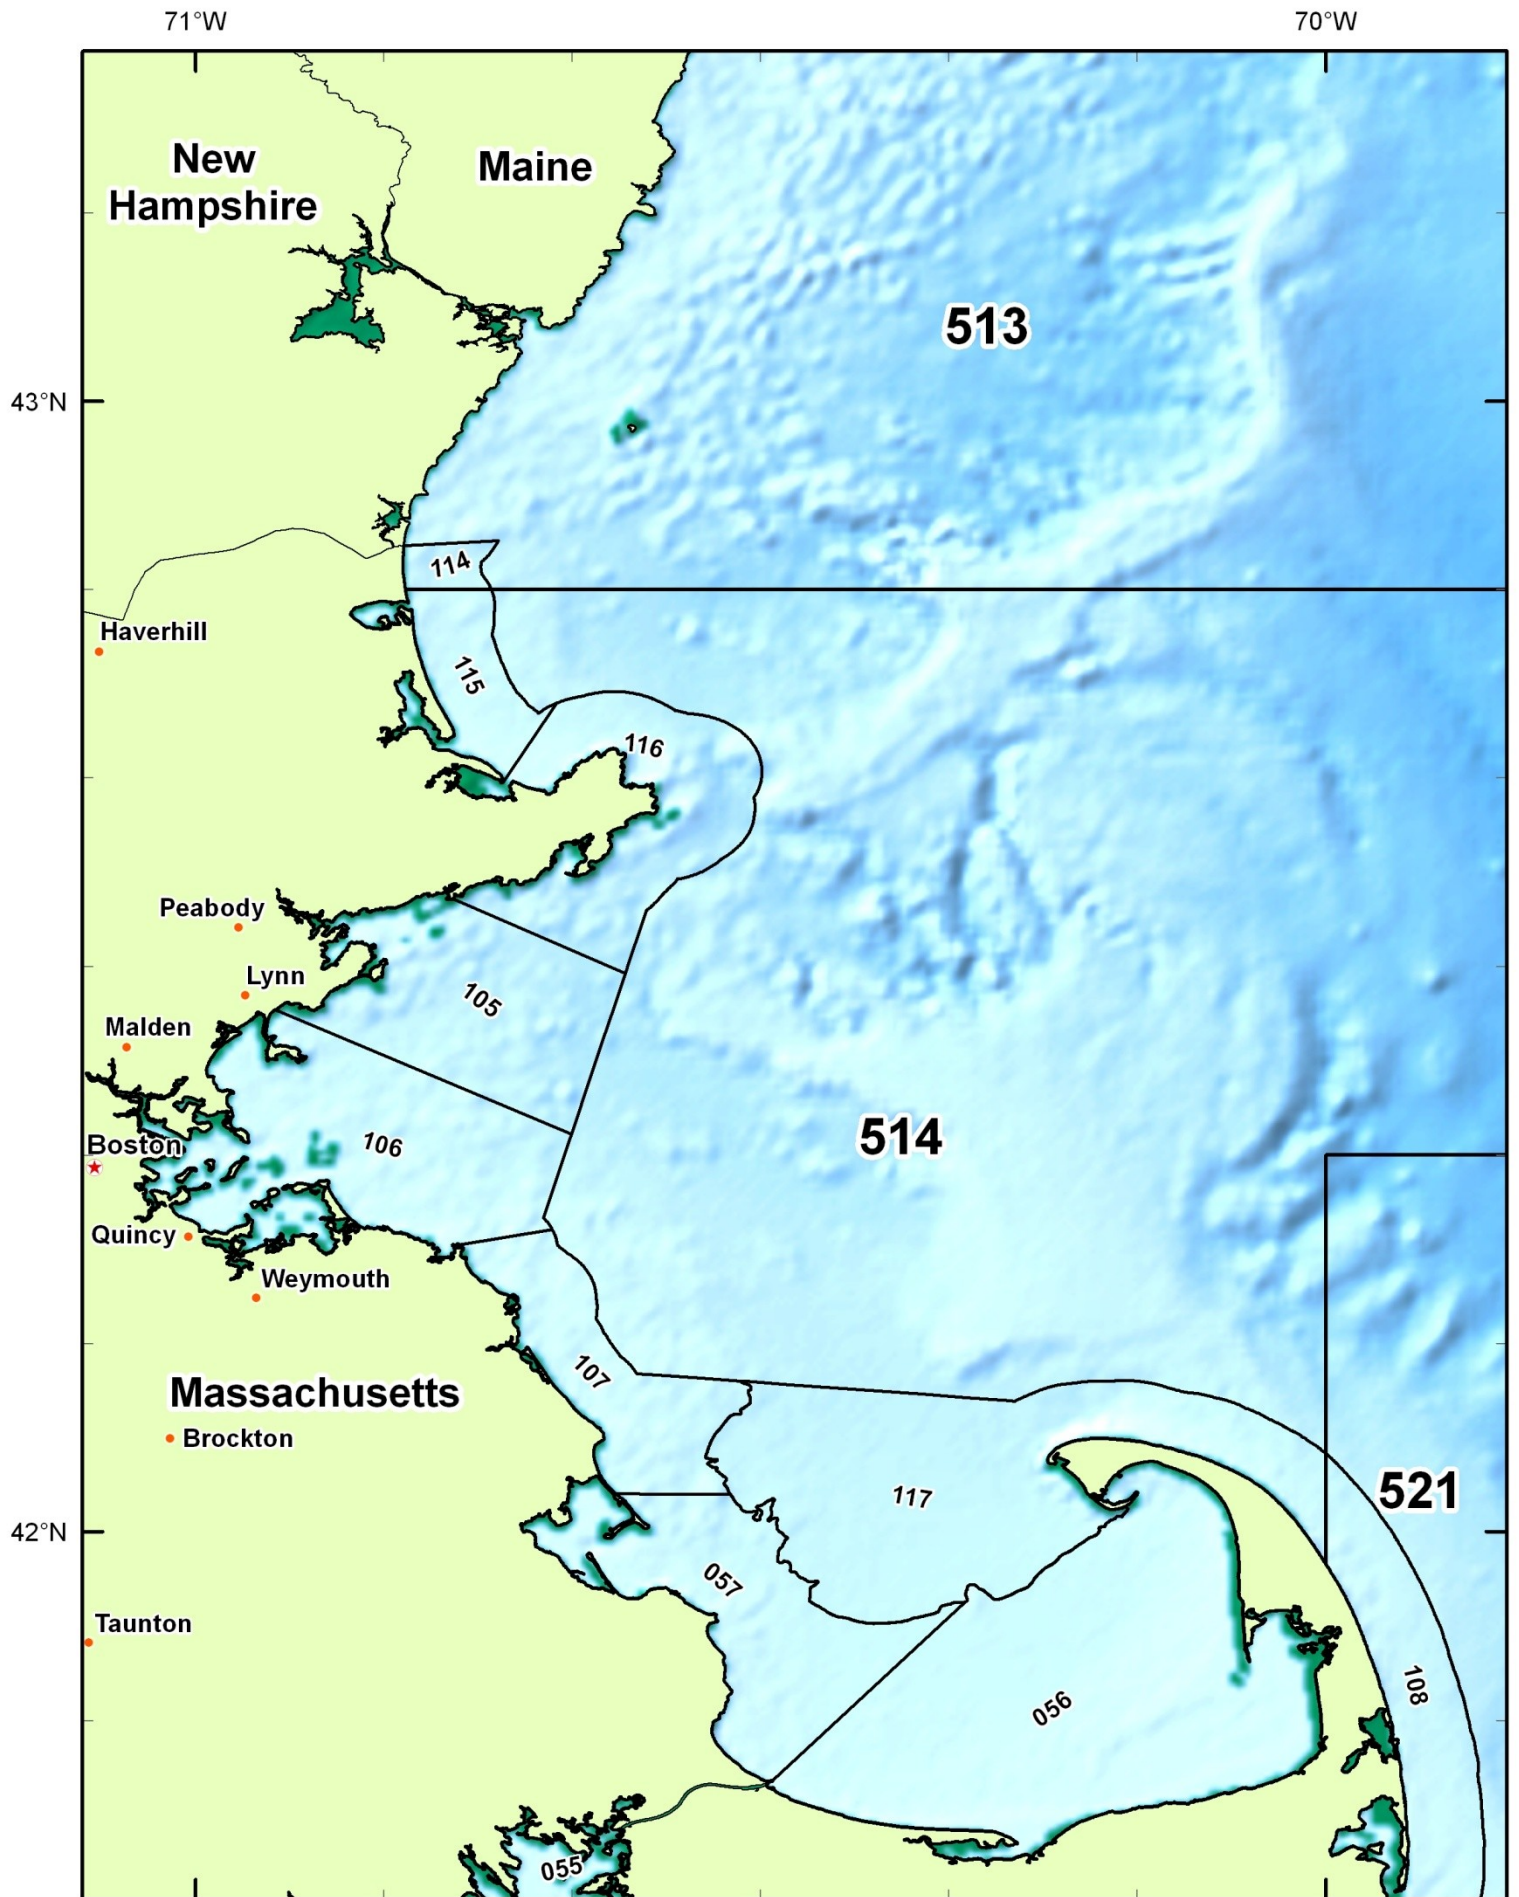 71°W
70°W
New
Hampshire
Maine
513
43°N
114
Haverhill
115
116
Peabody
Lynn
105
Malden
514
Boston
106
Quincy
Weymouth
107
Massachusetts
Brockton
521
117
42°N
057
Taunton
108
056
055